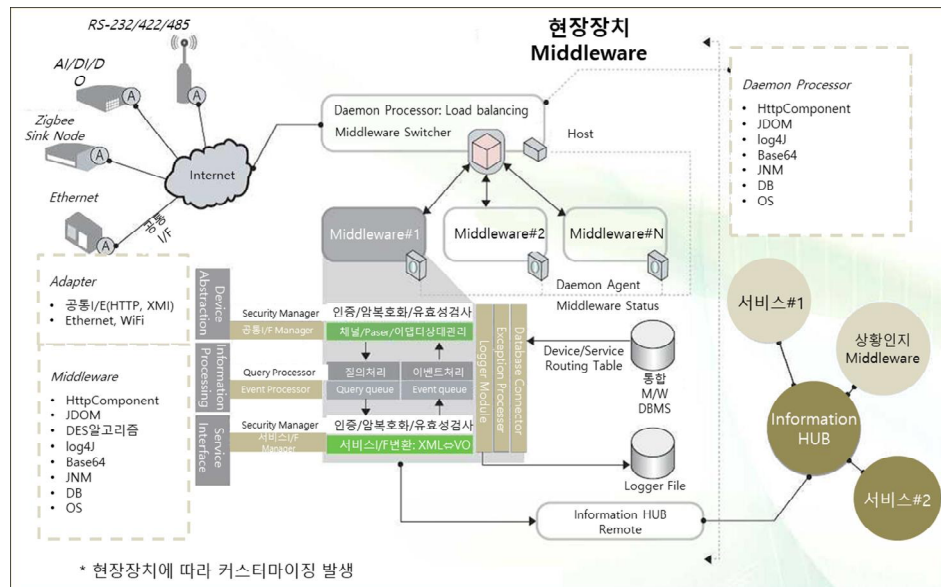 현장장치
Middleware
RS-232/422/485
AI/DI/D
O
A
Zigbee
Sink Node
A
A
Ethernet
A
Internet
공통
I/F
Daemon Processor: Load balancing
Middleware Switcher
Host
Middleware#1
Middleware#2
Middleware#N
Daemon Agent
Middleware Status
Daemon Processor
• HttpComponent
• JDOM
• log4J
• Base64
• JNM
• DB
• OS
Adapter
• 공통I/E(HTTP, XMI)
• Ethernet, WiFi
Middleware
• HttpComponent
• JDOM
• DES알고리즘
• log4J
• Base64
• JNM
• DB
• OS
Device
Abstraction
Information
Processing
Service
Interface
Security Manager
공통I/F Manager
Query Processor
Event Processor
Security Manager
서비스I/F
Manager
인증/암복호화/유효성검사
채널/Paser/이댑티상대관리
질의처리
이벤트처리
Query queue
Event queue
인증/암복호화/유효성검사
서비스I/F변환: XML⇔VO
Logger Module
Exception Processor
Database Connector
Device/Service
Routing Table
통합
M/W
DBMS
Logger File
Information HUB
Remote
서비스#1
상황인지
Middleware
Information
HUB
서비스#2
* 현장장치에 따라 커스티마이징 발생